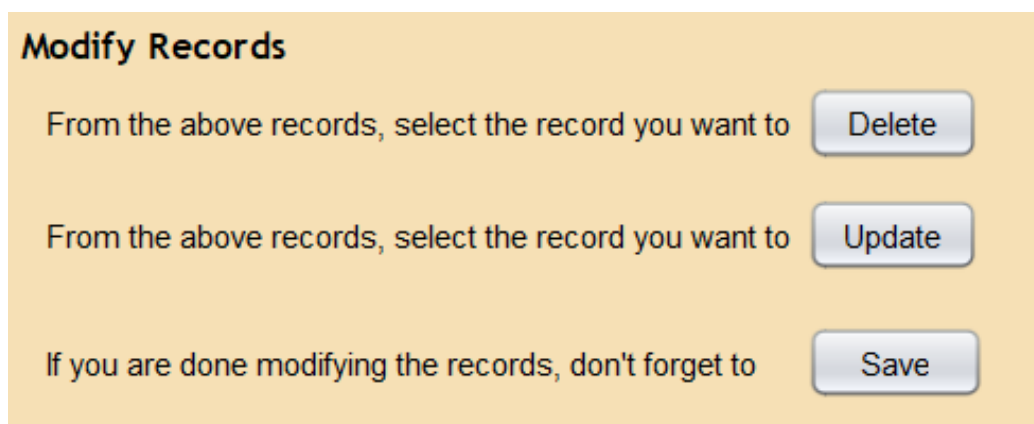 Modify Records
From the above records, select the record you want to Delete
From the above records, select the record you want to Update
If you are done modifying the records, don't forget to Save